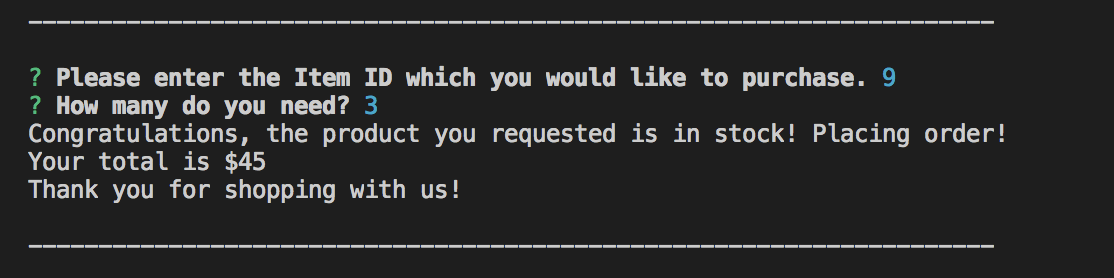 ? Please enter the Item ID which you would like to purchase. 9
? How many do you need? 3
Congratulations, the product you requested is in stock! Placing order!
Your total is $45
Thank you for shopping with us!